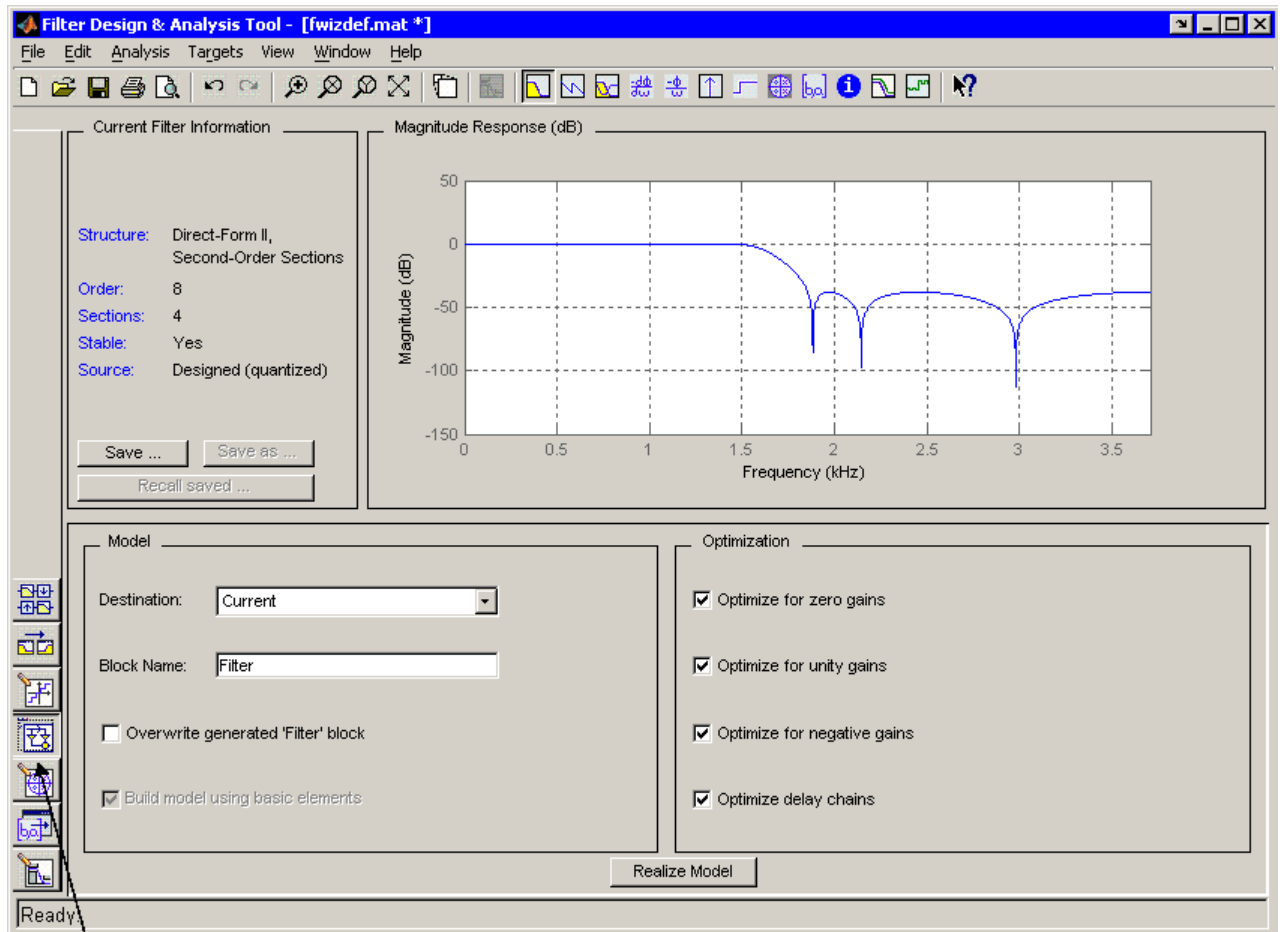 Filter Design & Analysis Tool - [fwizdef.mat *]
File Edit Analysis Targets View Window Help
Current Filter Information
Structure: Direct-Form II,
Second-Order Sections
Order: 8
Sections: 4
Stable: Yes
Source: Designed (quantized)
Save ... Save as ...
Recall saved ...
Magnitude Response (dB)
Magnitude (dB)
50
0
-50
-100
-150
0 0.5 1 1.5 2 2.5 3 3.5
Frequency (kHz)
Model
Destination: Current
Block Name: Filter
Overwrite generated 'Filter' block
Build model using basic elements
Optimization
Optimize for zero gains
Optimize for unity gains
Optimize for negative gains
Optimize delay chains
Realize Model
Ready